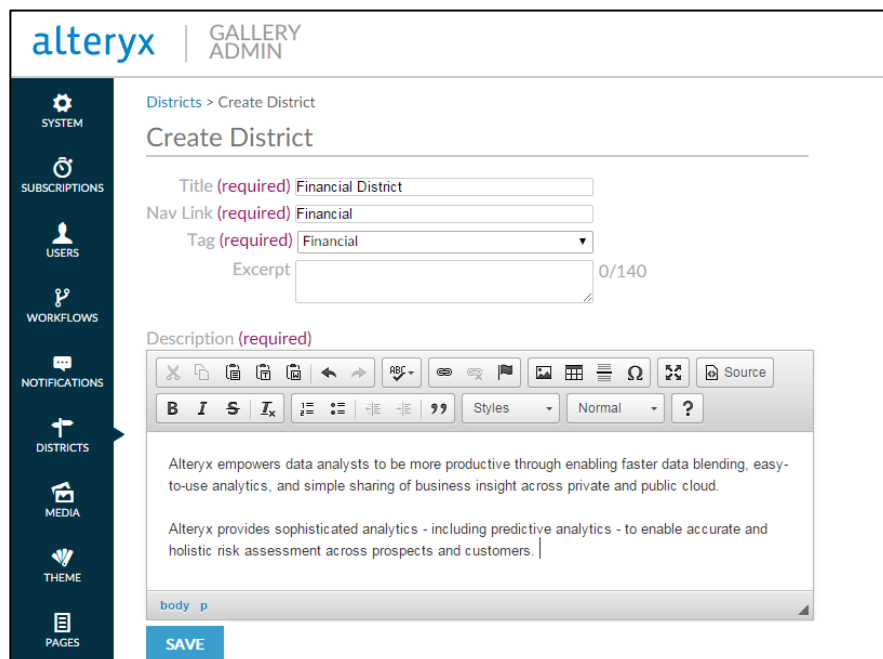 alteryx
GALLERY
ADMIN
SYSTEM
SUBSCRIPTIONS
USERS
WORKFLOWS
NOTIFICATIONS
DISTRICTS
MEDIA
THEME
PAGES
Districts > Create District
Create District
Title (required) Financial District
Nav Link (required) Financial
Tag (required) Financial
Excerpt 0/140
Description (required)
ABC
Ω
Source
B I S Ix
Styles
Normal
?
Alteryx empowers data analysts to be more productive through enabling faster data blending, easy-
to-use analytics, and simple sharing of business insight across private and public cloud.
Alteryx provides sophisticated analytics - including predictive analytics - to enable accurate and
holistic risk assessment across prospects and customers.
body p
SAVE